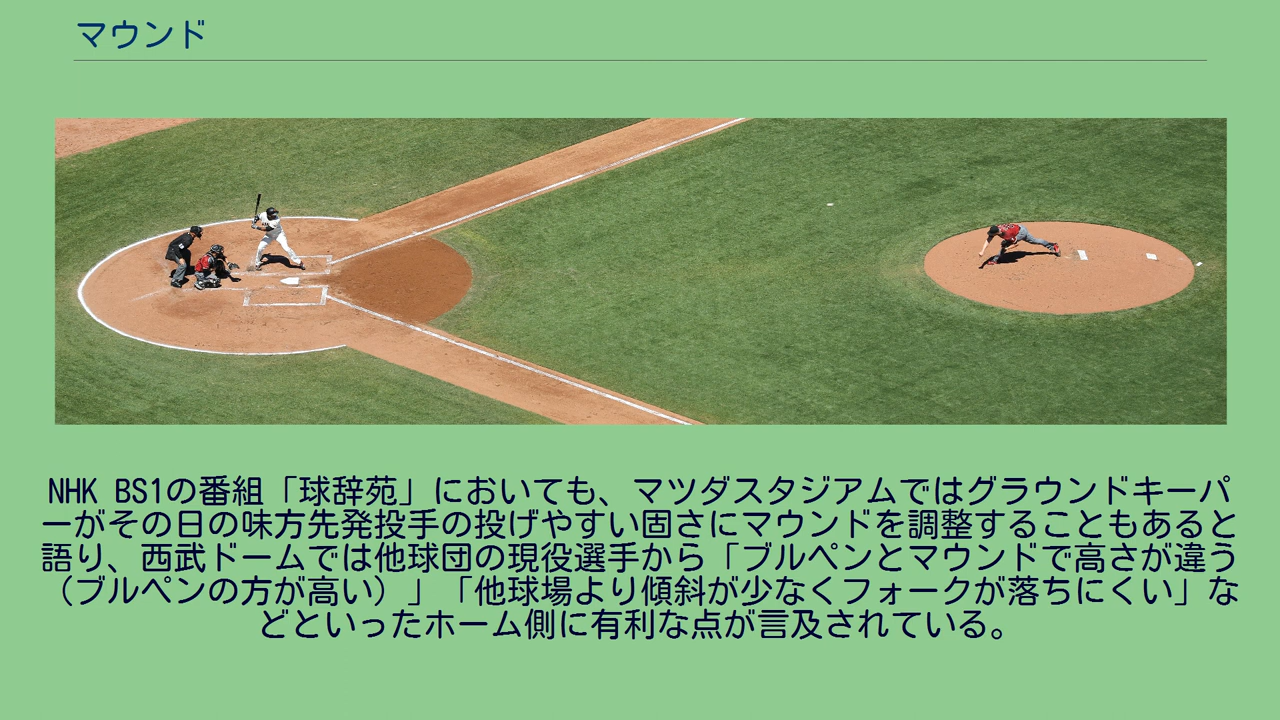 マウンド
NHK BS1の番組「球辞苑」においても、マツダスタジアムではグラウンドキーパ
ーがその日の味方先発投手の投げやすい固さにマウンドを調整することもあると
語り、西武ドームでは他球団の現役選手から「ブルペンとマウンドで高さが違う
（ブルペンの方が高い）」「他球場より傾斜が少なくフォークが落ちにくい」な
どといったホーム側に有利な点が言及されている。